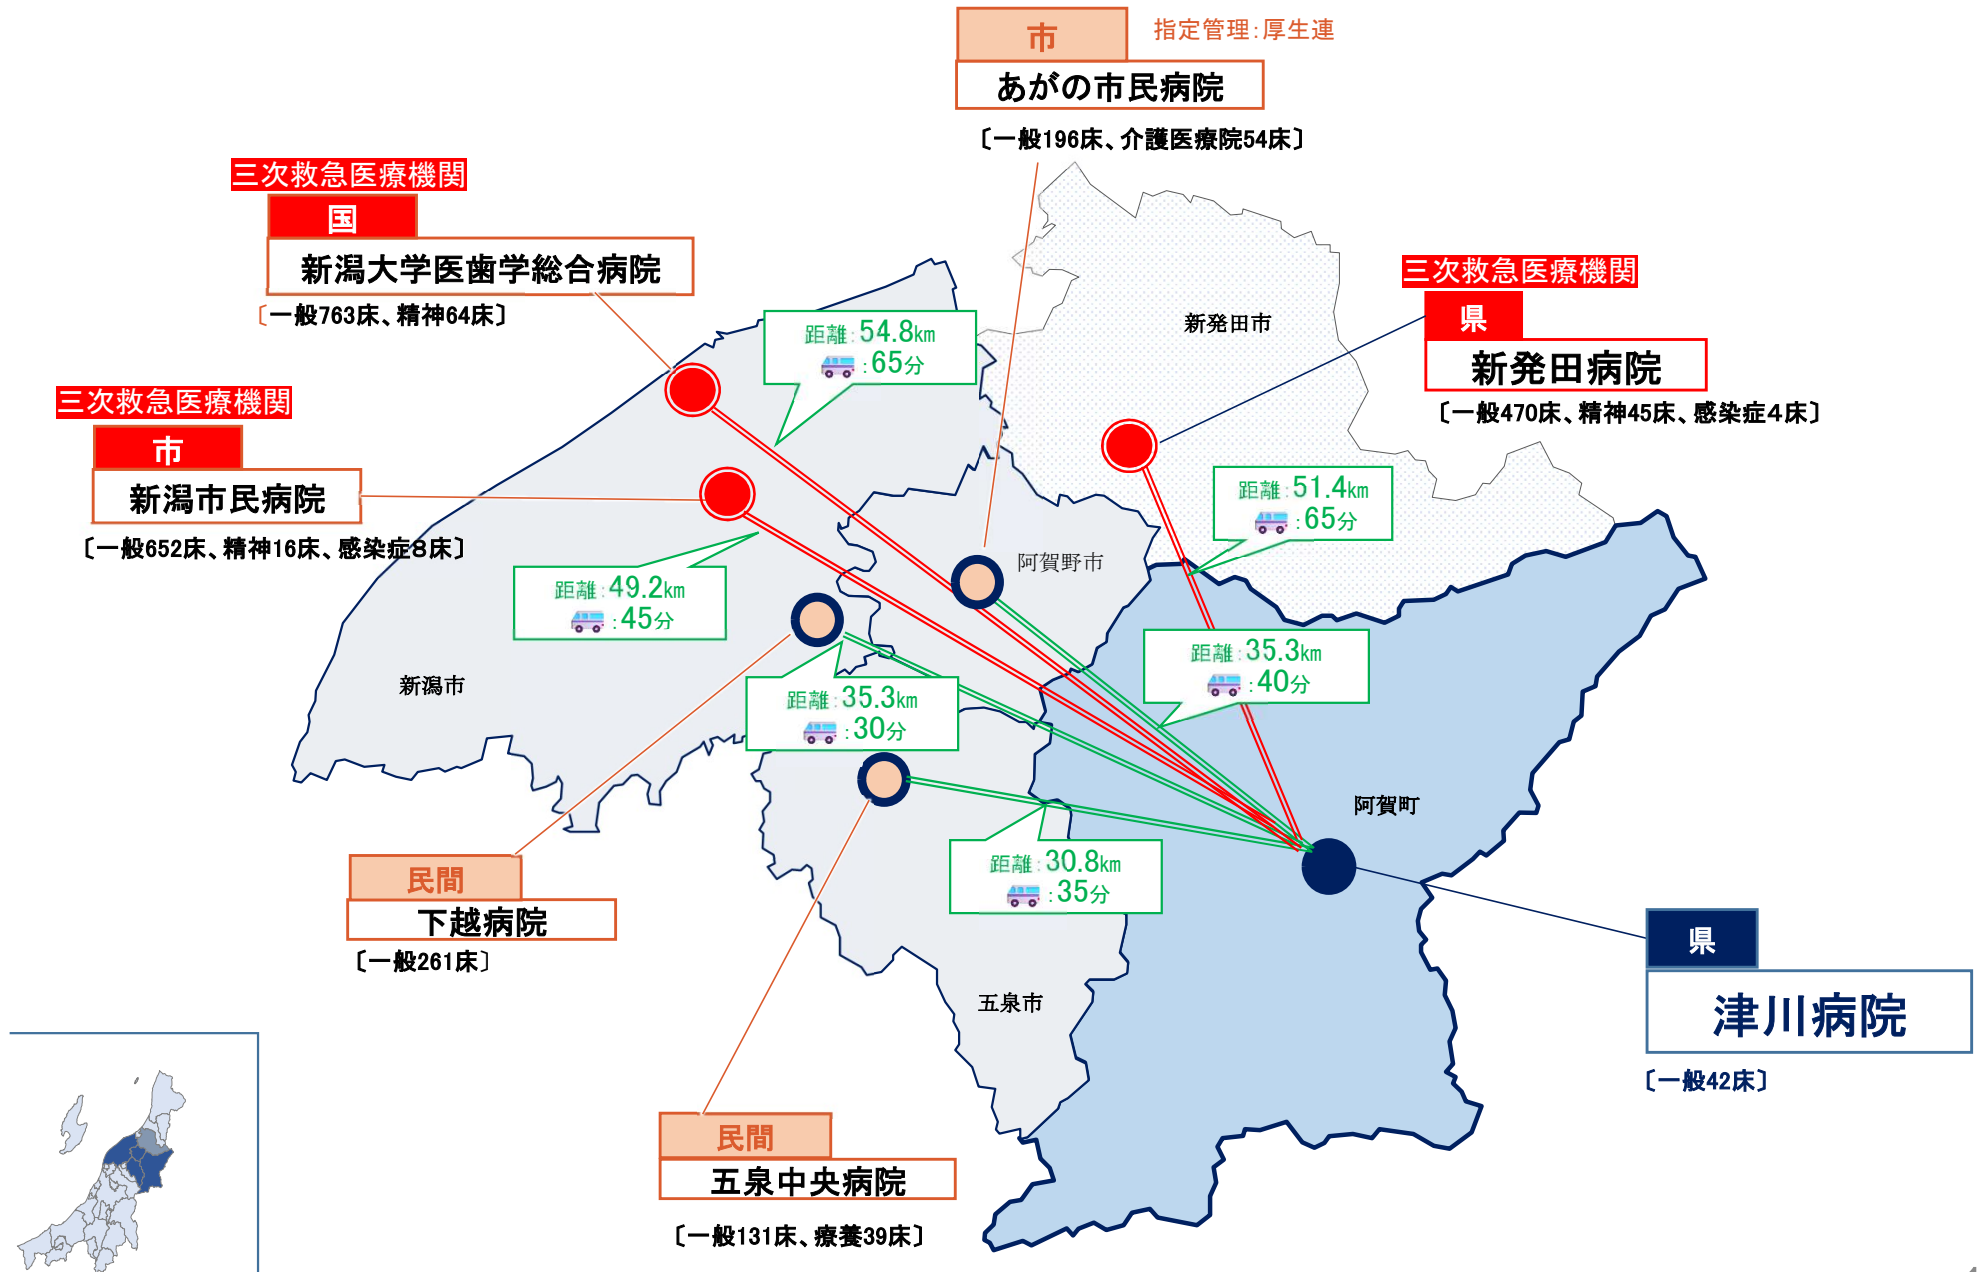 市
指定管理：厚生連
あがの市民病院
〔一般196床、介護医療院54床〕
三次救急医療機関
国
新潟大学医歯学総合病院
〔一般763床、精神64床〕
三次救急医療機関
県
新発田病院
〔一般470床、精神45床、感染症4床〕
三次救急医療機関
市
新潟市民病院
〔一般652床、精神16床、感染症8床〕
新発田市
距離：54.8km
：65分
距離：51.4km
：65分
阿賀野市
距離：49.2km
：45分
新潟市
距離：35.3km
：40分
距離：35.3km
：30分
阿賀町
距離：30.8km
：35分
民間
下越病院
〔一般261床〕
五泉市
県
津川病院
〔一般42床〕
民間
五泉中央病院
〔一般131床、療養39床〕